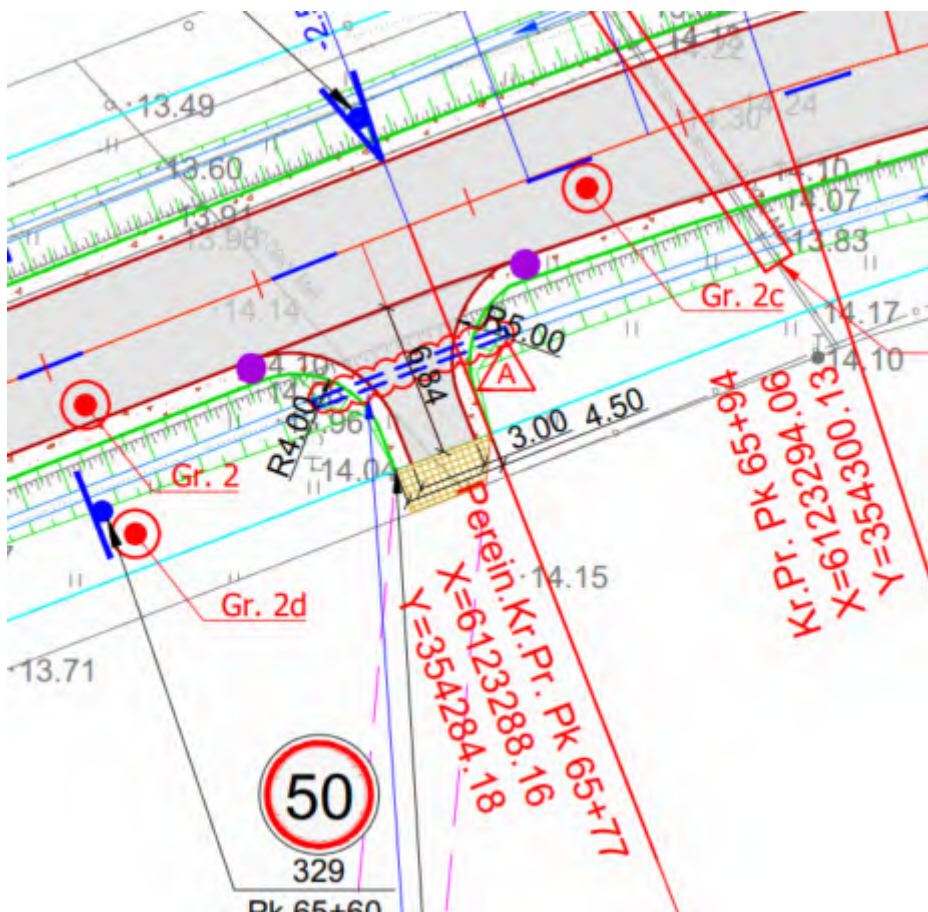 -2.5
14.12
14.22
13.49
14.24
14.30
13.60
14.10
14.07
13.91
13.98
13.83
Gr. 2c
14.14
14.17
R5.00
14.10
6.84
A
3.00 4.50
R4.00
Gr. 2
14.04
Kr.Pr. Pk 65+94
X=6123294.06
Y=354300.13
Perein.Kr.Pr. Pk 65+77
X=6123288.16
Y=354284.18
14.15
Gr. 2d
13.71
50
329
Pk 65+60